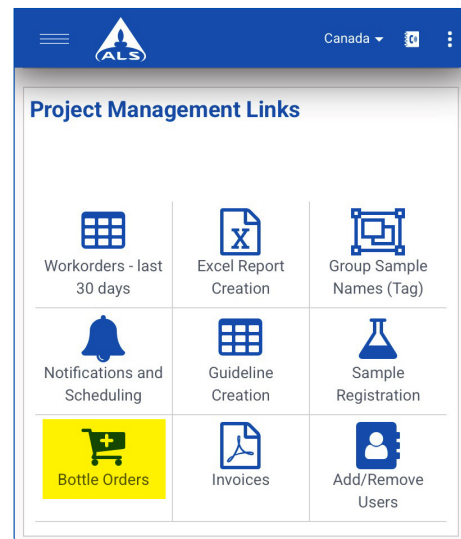 ALS
Canada
Project Management Links
Workorders - last
30 days
Excel Report
Creation
Group Sample
Names (Tag)
Notifications and
Scheduling
Guideline
Creation
Sample
Registration
Bottle Orders
Invoices
Add/Remove
Users